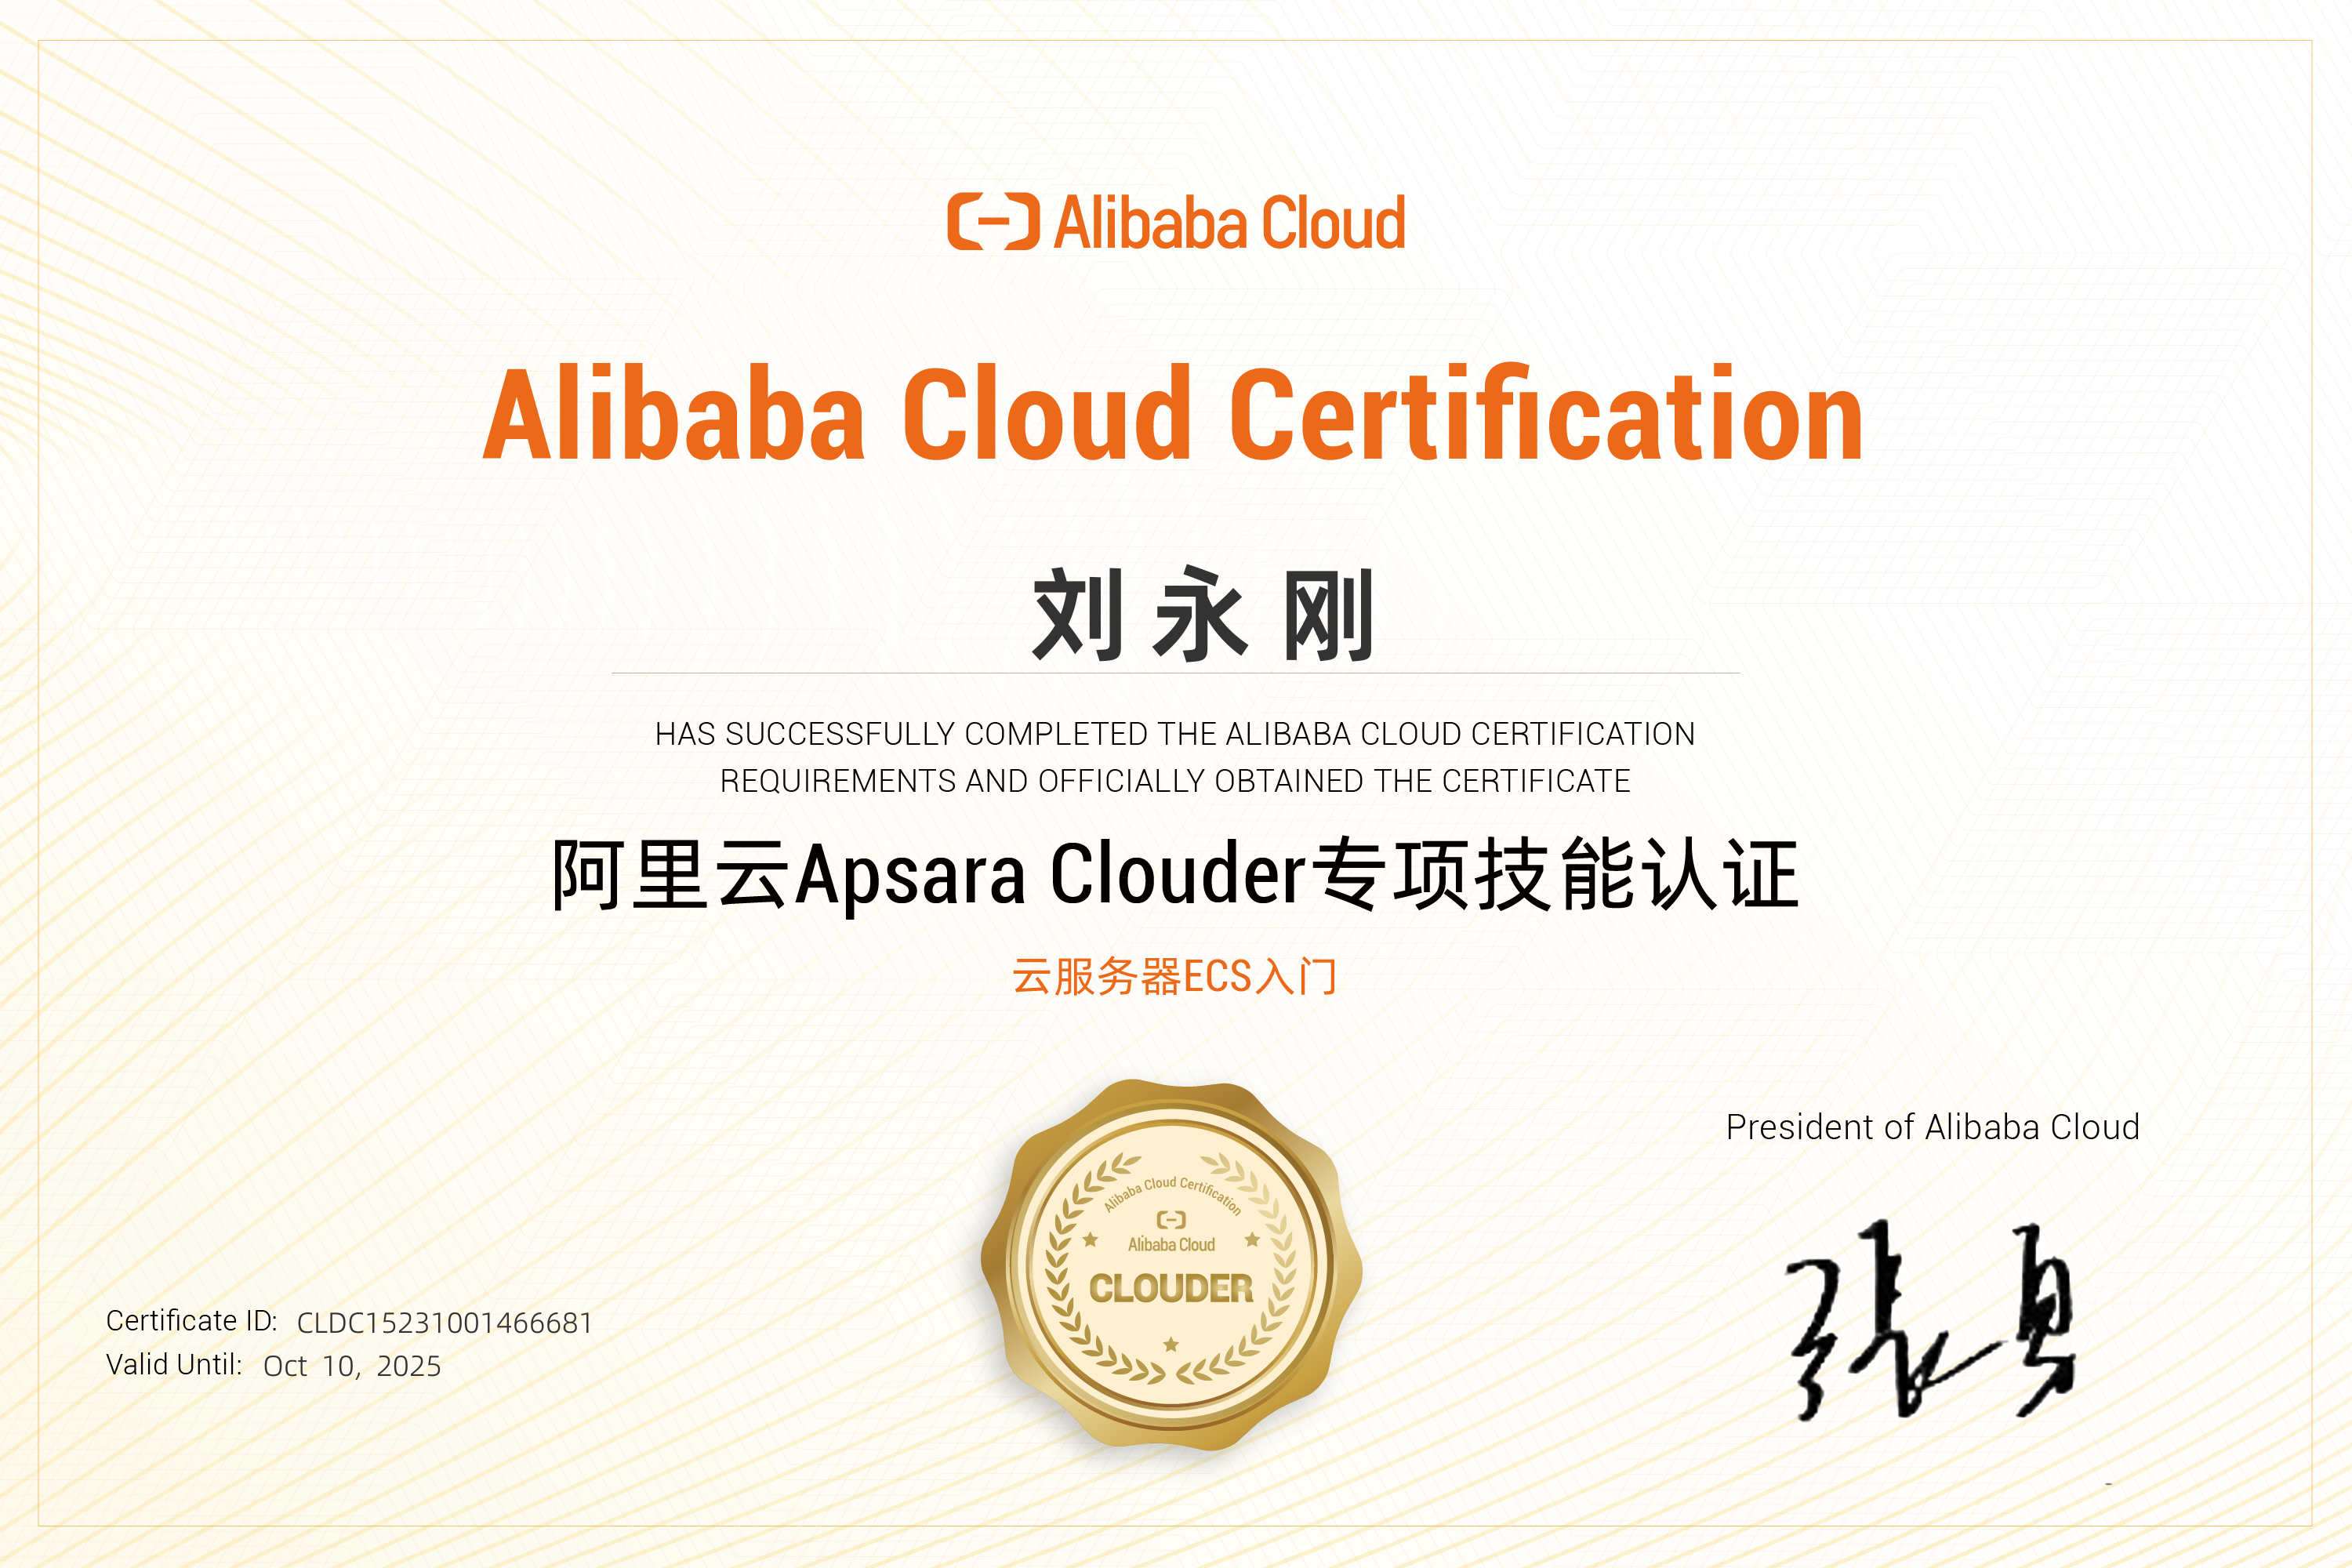 Alibaba Cloud
Alibaba Cloud Certification
刘永刚
HAS SUCCESSFULLY COMPLETED THE ALIBABA CLOUD CERTIFICATION
REQUIREMENTS AND OFFICIALLY OBTAINED THE CERTIFICATE
阿里云Apsara Clouder专项技能认证
云服务器ECS入门
Alibaba Cloud Certification
Alibaba Cloud
CLOUDER
President of Alibaba Cloud
Certificate ID: CLDC15231001466681
Valid Until: Oct 10, 2025